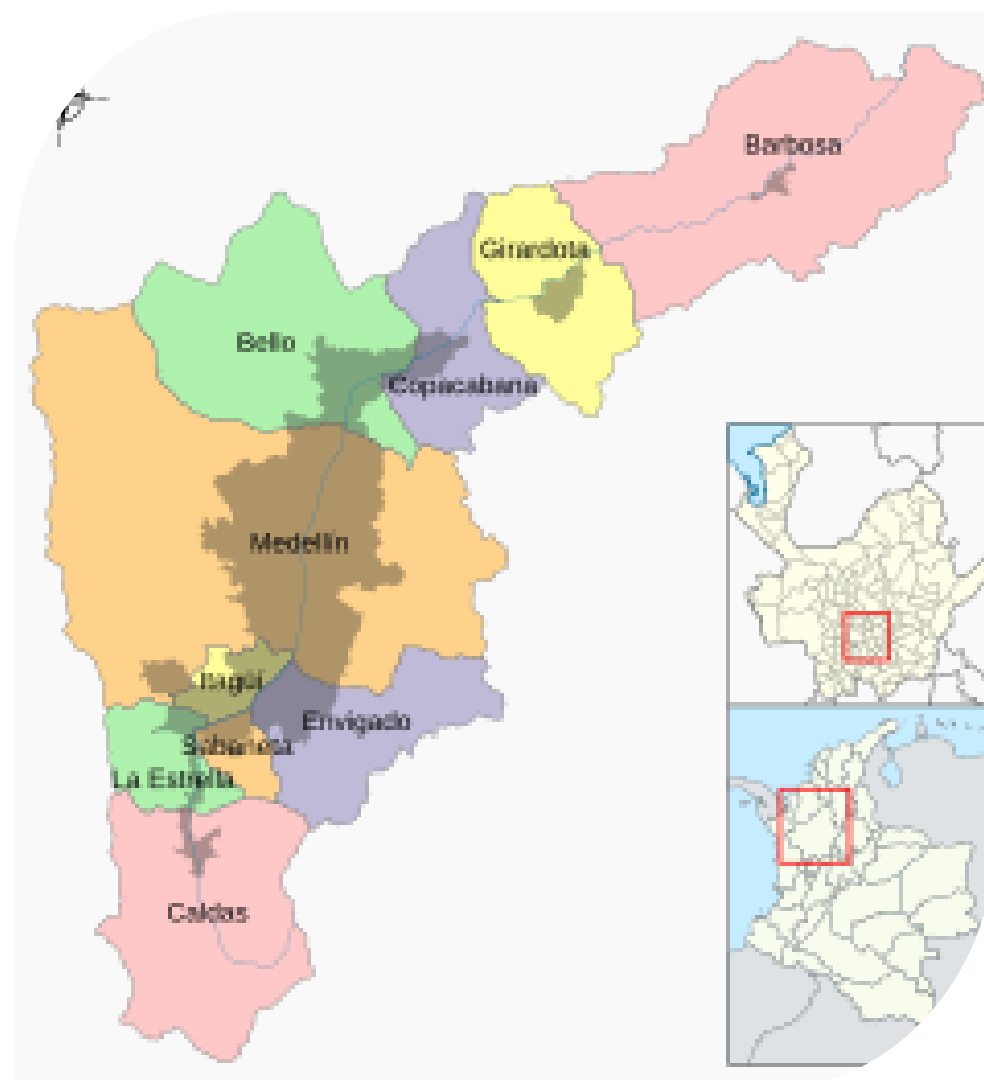 Barbosa
Girardota
Bello
Copacabana
Medellín
Itagüí
Envigado
Sabaneta
La Estrella
Caldas